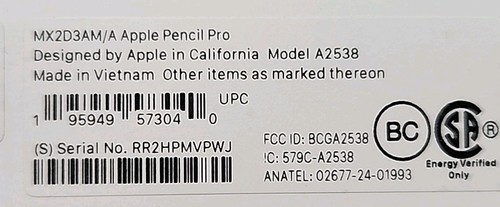 MX2D3AM/A Apple Pencil Pro
Designed by Apple in California Model A2538
Made in Vietnam Other items as marked thereon
UPC
1 95949 57304 0
(S) Serial No. RR2HPMVPWJ
FCC ID: BCGA2538
IC: 579C-A2538
ANATEL: 02677-24-01993
BC
SA ®
Energy Verified
Only